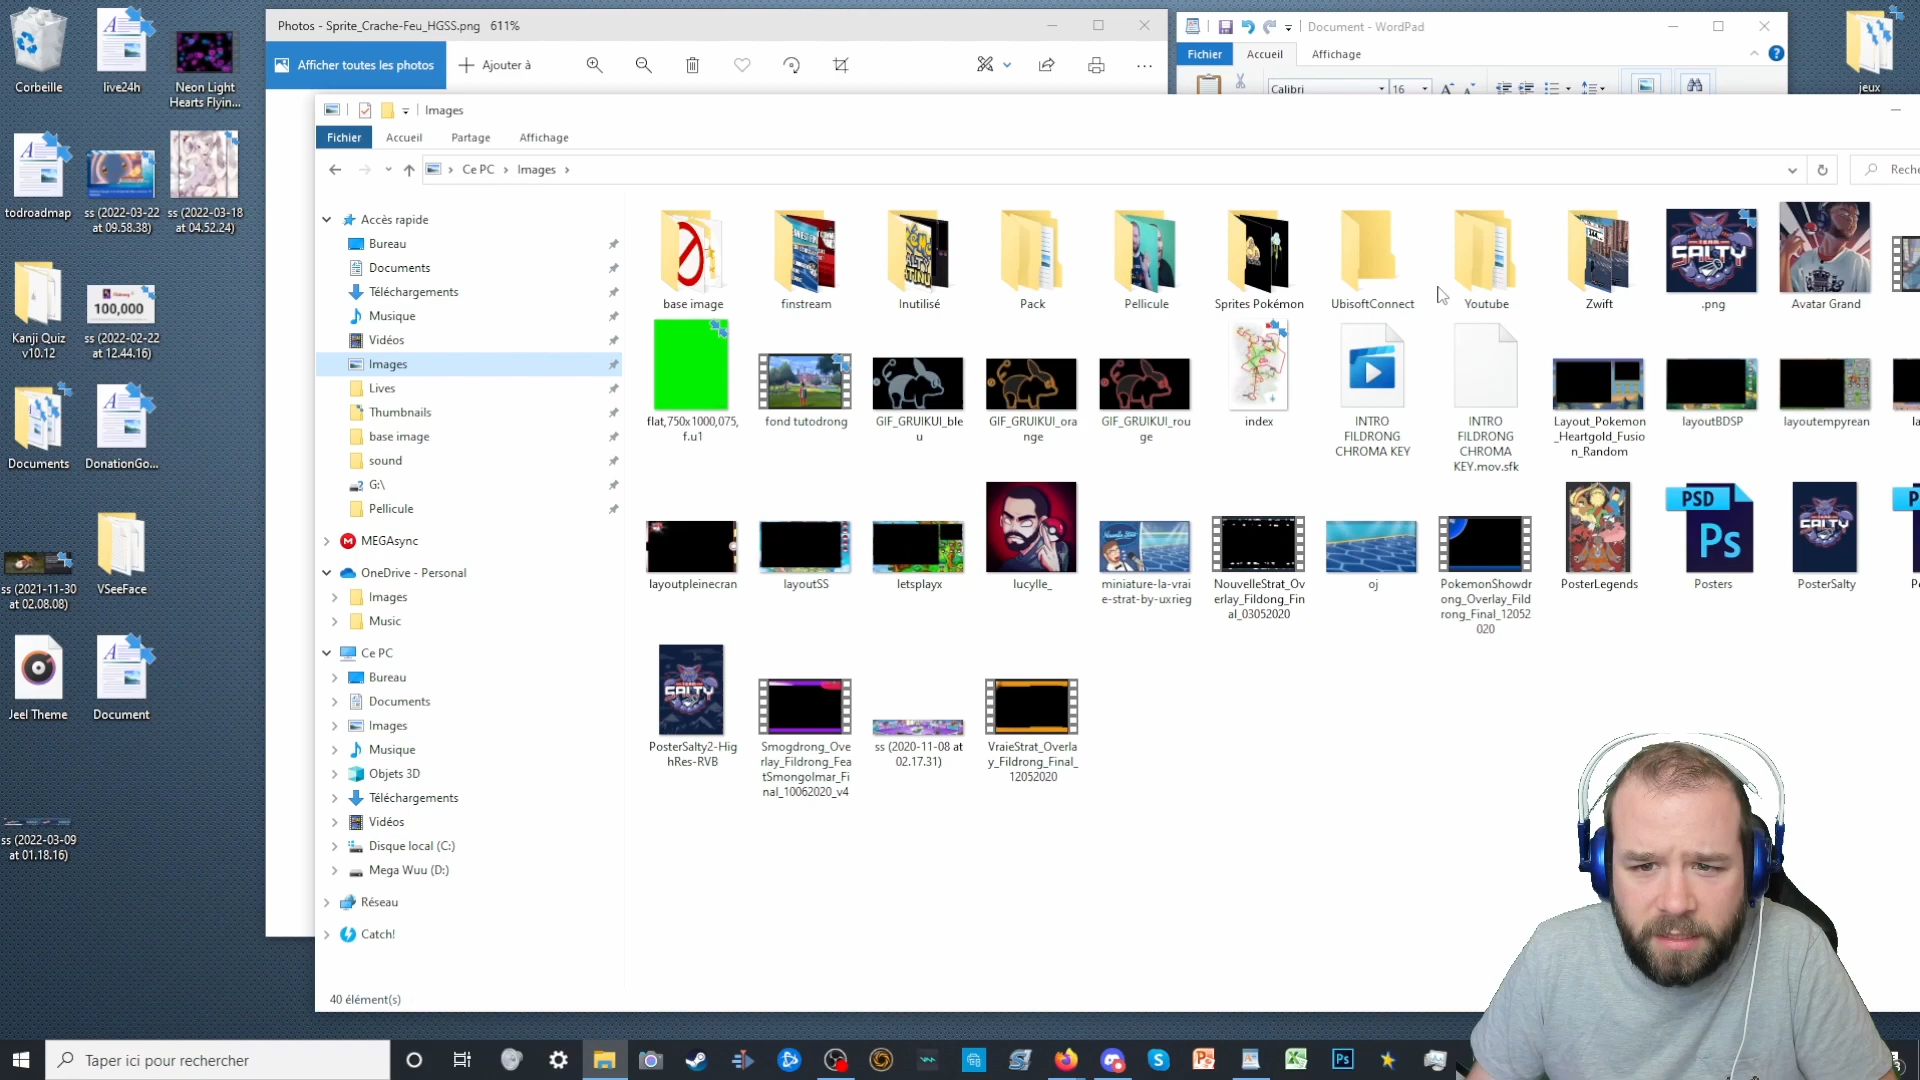 Photos - Sprite_Crache-Feu_HGSS.png 611%
Afficher toutes les photos
Ajouter à
Document - WordPad
Fichier Accueil Affichage
Calibri 16
Images
Fichier Accueil Partage Affichage
Ce PC Images
Reche
Accès rapide
Bureau
Documents
Téléchargements
Musique
Vidéos
Images
Lives
Thumbnails
base image
sound
G:\
Pellicule
MEGAsync
OneDrive - Personal
Images
Music
Ce PC
Bureau
Documents
Images
Musique
Objets 3D
Téléchargements
Vidéos
Disque local (C:)
Mega Wuu (D:)
Réseau
Catch!
40 élément(s)
base image
finstream
Inutilisé
Pack
Pellicule
Sprites Pokémon
UbisoftConnect
Youtube
Zwift
TEAM
SALTY
.png
Avatar Grand
flat,750x1000,075,
f.u1
fond tutodrong
GIF_GRUIKUI_ble
u
GIF_GRUIKUI_ora
nge
GIF_GRUIKUI_rou
ge
index
INTRO
FILDRONG
CHROMA KEY
INTRO
FILDRONG
CHROMA
KEY.mov.sfk
Layout_Pokemon
_Heartgold_Fusio
n_Random
layoutBDSP
layoutempyrean
layoutpleinecran
layoutSS
letsplayx
lucylle_
miniature-la-vrai
e-strat-by-uxrieg
NouvelleStrat_Ov
erlay_Fildrong_Fin
al_03052020
oj
PokemonShowdr
ong_Overlay_Fild
rong_Final_12052
020
PosterLegends
PSD
Ps
Posters
SALTY
PosterSalty
SALTY
PosterSalty2-Hig
hRes-RVB
Smogdrong_Ove
rlay_Fildrong_Fea
tSmongolmar_Fi
nal_10062020_v4
ss (2020-11-08 at
02.17.31)
VraieStrat_Overla
y_Fildrong_Final_
12052020
Corbeille
live24h
Neon Light
Hearts Flyin...
todroadmap
ss (2022-03-22
at 09.58.38)
ss (2022-03-18
at 04.52.24)
Kanji Quiz
v10.12
100,000
ss (2022-02-22
at 12.44.16)
Documents
DonationGo...
ss (2021-11-30
at 02.08.08)
VSeeFace
Jeel Theme
Document
ss (2022-03-09
at 01.18.16)
jeux
Taper ici pour rechercher
Ps